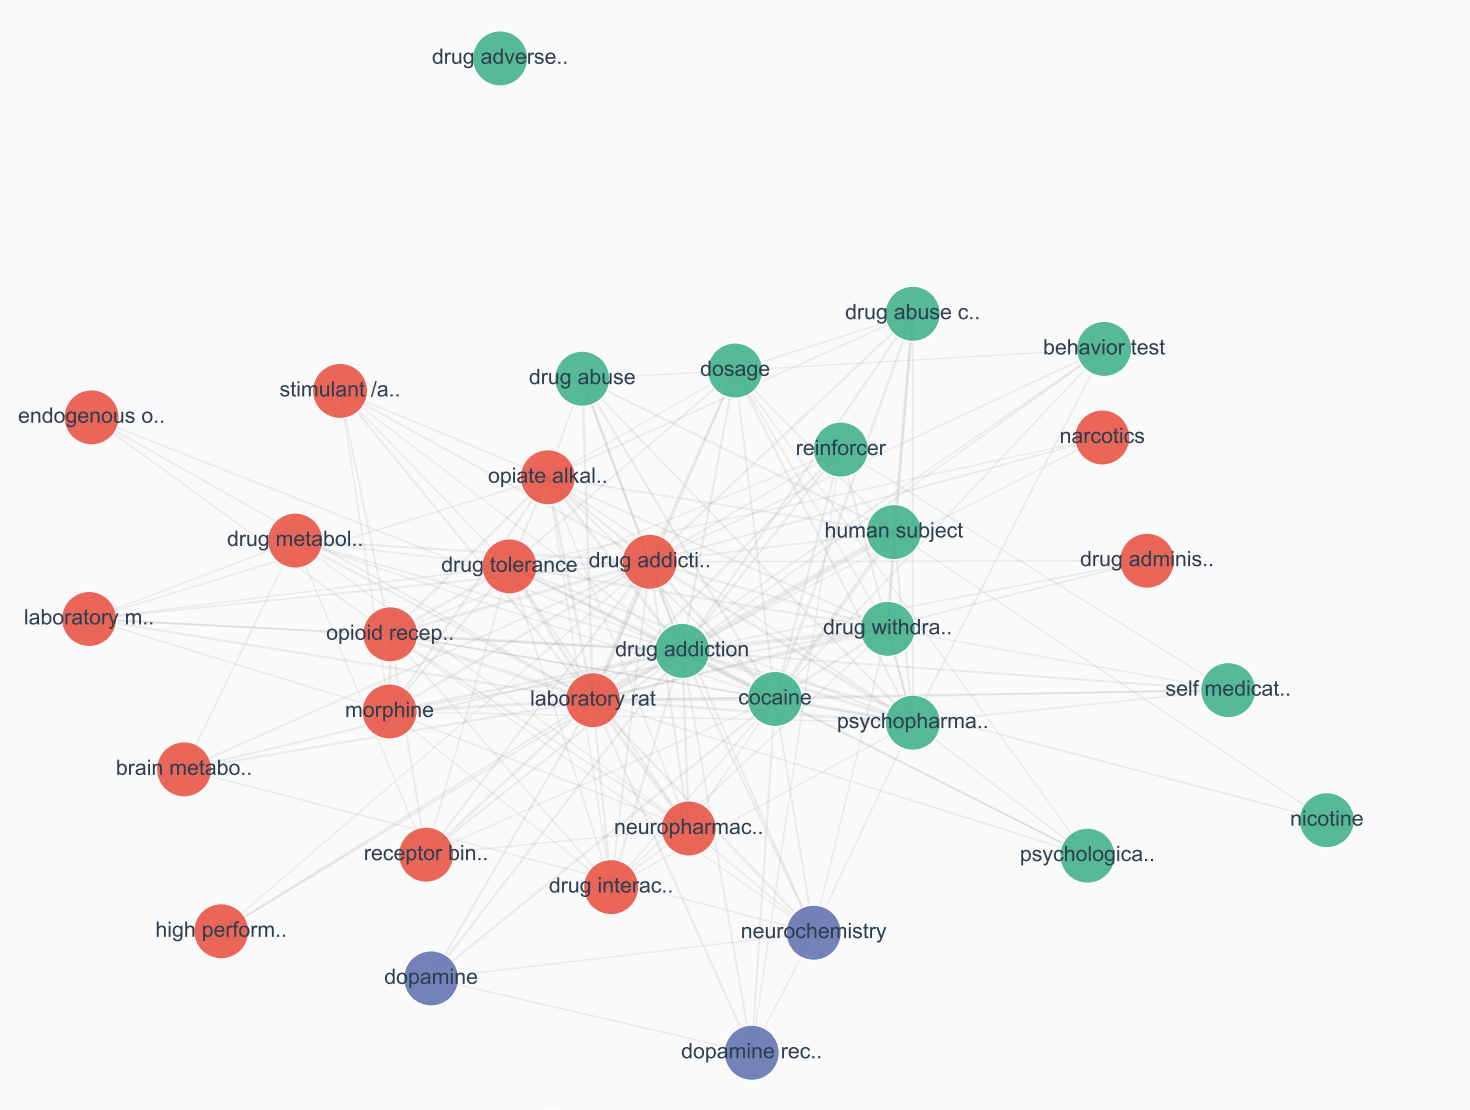 drug adverse..
drug abuse c..
behavior test
dosage
drug abuse
stimulant /a..
endogenous o..
narcotics
reinforcer
opiate alkal..
human subject
drug metabol..
drug adminis..
drug addicti..
drug tolerance
laboratory m..
drug withdra..
opioid recep..
drug addiction
self medicat..
laboratory rat
cocaine
morphine
psychopharma..
brain metabo..
nicotine
neuropharmac..
receptor bin..
psychologica..
drug interac..
high perform..
neurochemistry
dopamine
dopamine rec..